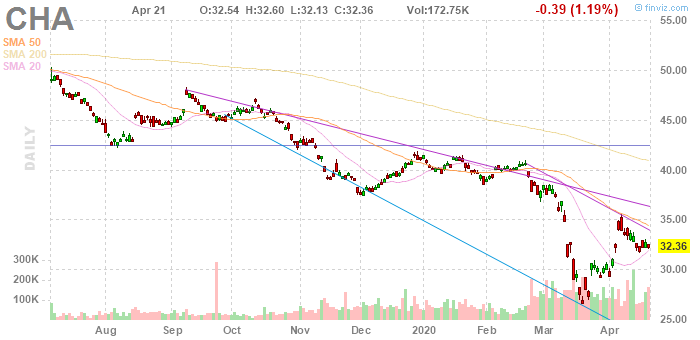 CHA
Apr 21
O:32.54 H:32.60 L:32.13 C:32.36
Vol:172.75K
-0.39 (1.19%)
© finviz.com
SMA 50
SMA 200
SMA 20
DAILY
55.00
50.00
45.00
40.00
35.00
32.36
30.00
25.00
300K
200K
100K
Aug Sep Oct Nov Dec 2020 Feb Mar Apr